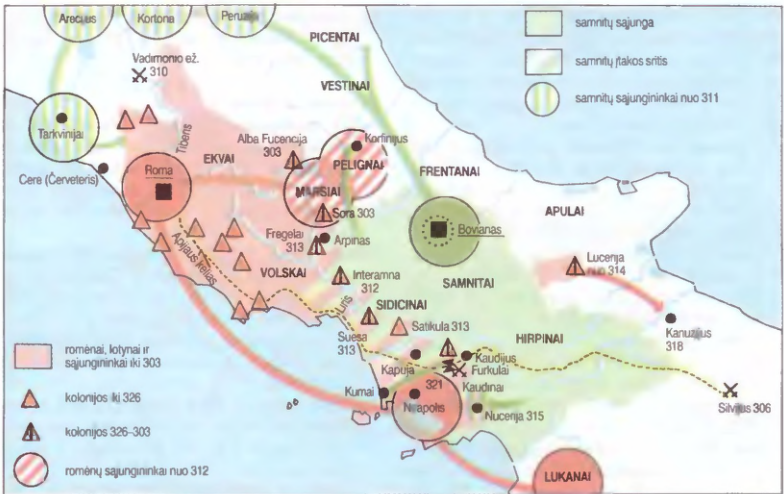 Arecijus
Kortona
Peruzija
PICENTAI
Vadimonio ež.
310
VESTINAI
samnitų sąjunga
samnitų įtakos sritis
samnitų sąjungininkai nuo 311
Tarkvinijai
Tiberis
Alba Fucencija
303
Korfinijus
EKVAI
PELIGNAI
Cere (Červeteris)
Roma
MARSIAI
FRENTANAI
APULAI
Sora 303
Bovianas
Fregelai
313
Arpinas
Apijaus kelias
VOLSKAI
Interamna
312
Lucerija
nuo 314
SAMNITAI
Liris
SIDICINAI
Kanuzijus
318
HIRPINAI
Suesa
313
Satikula 313
Kaudijus
Kapuja
Furkulai
321
Kaudinai
Kumai
Neapolis
Nucerija 315
Silvijus 306
LUKANAI
romėnai, lotynai ir
sąjungininkai iki 303
kolonijos iki 326
kolonijos 326-303
romėnų sąjungininkai nuo 312